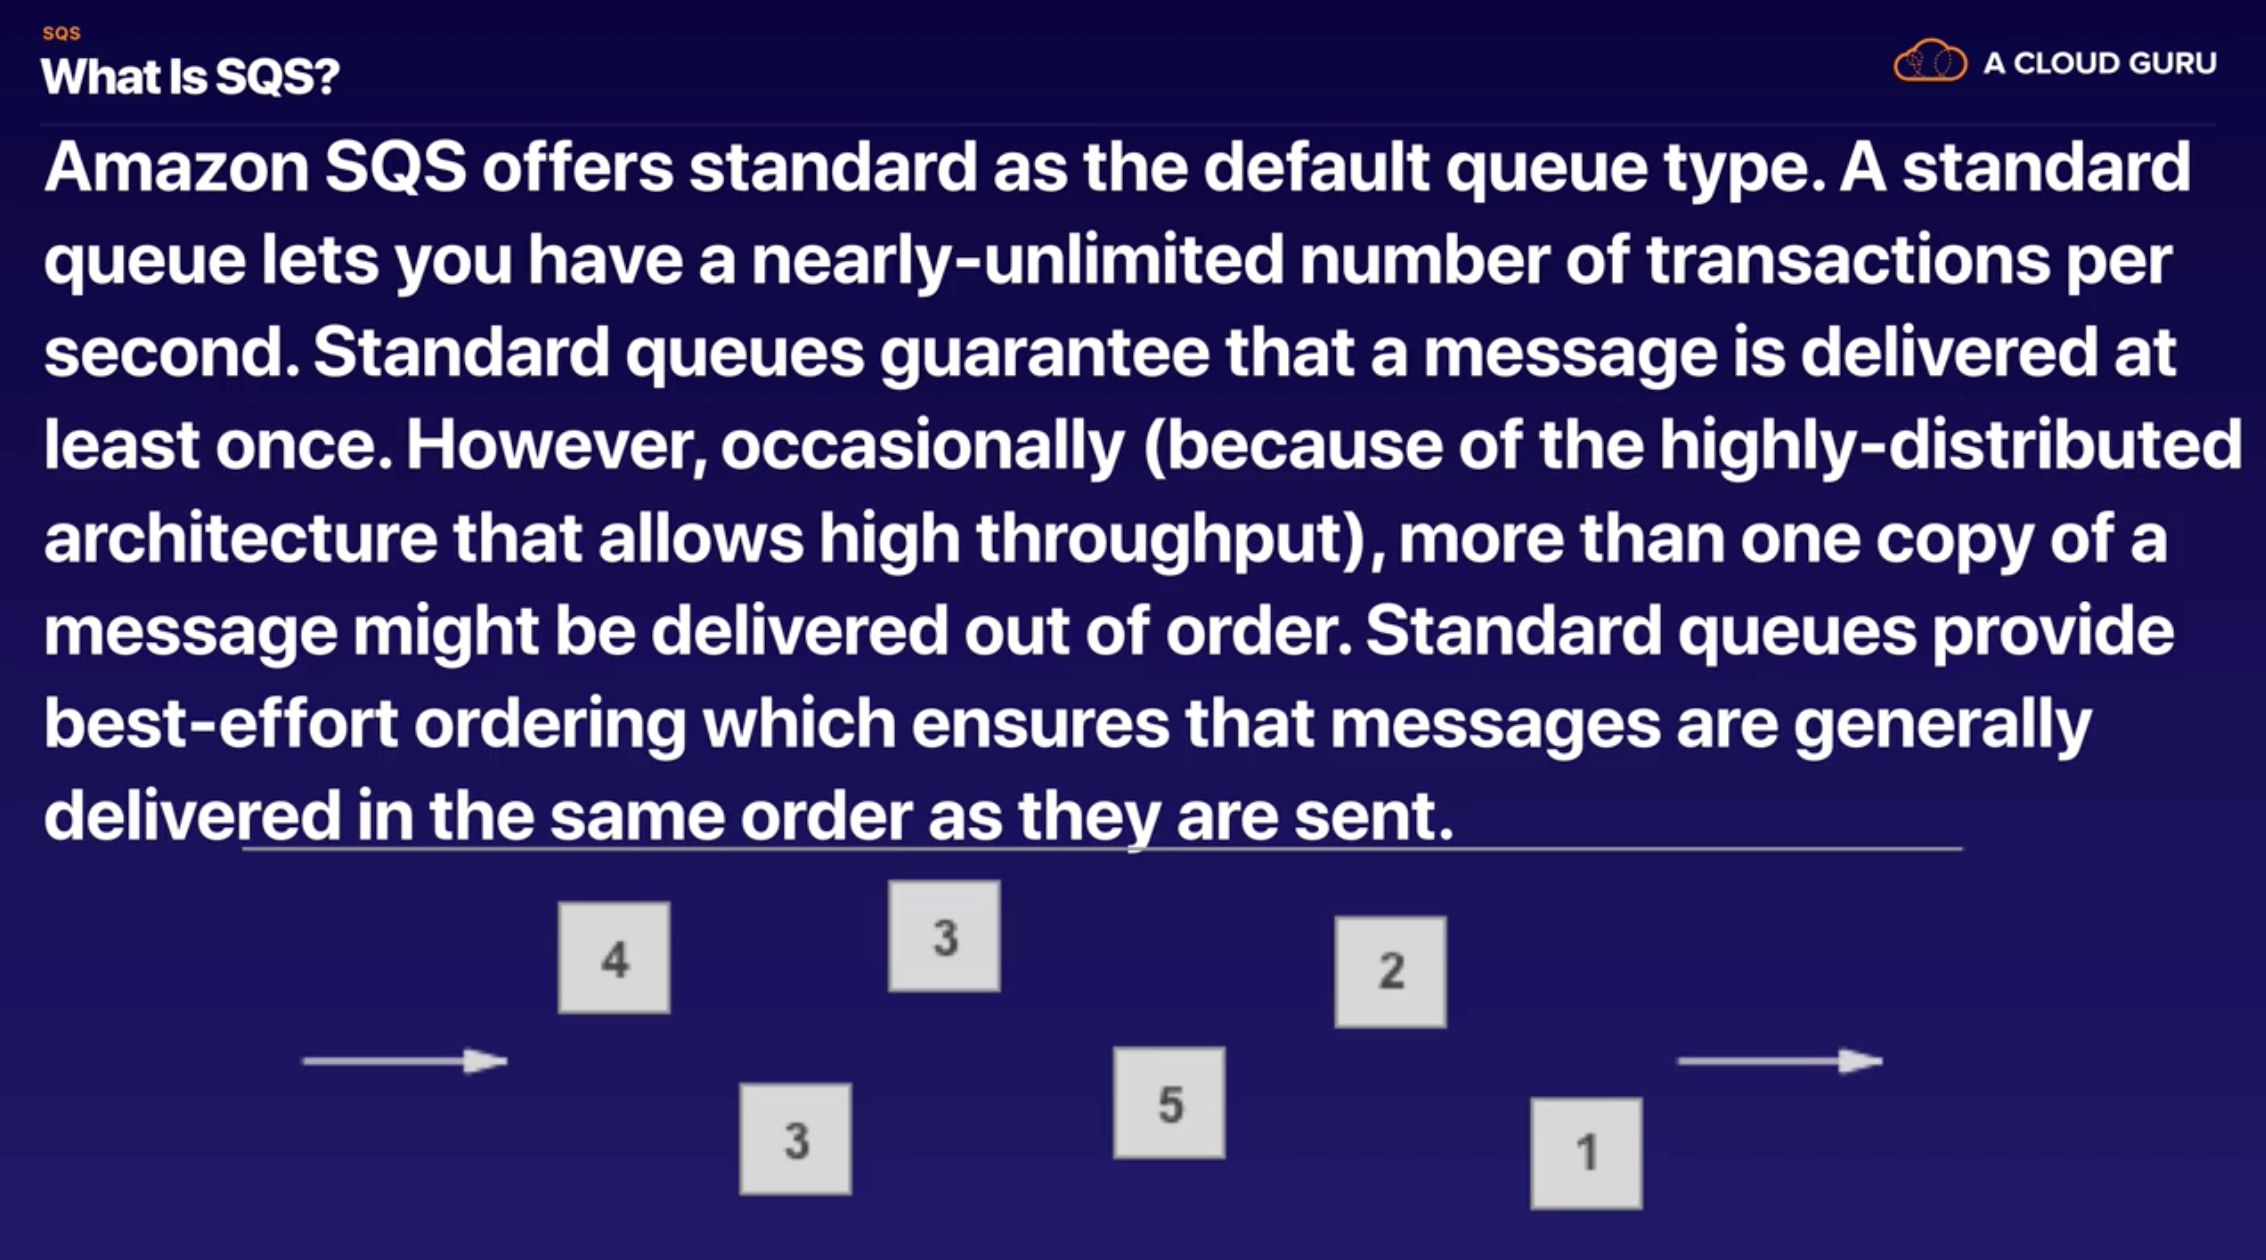 SQS
What Is SQS?
A CLOUD GURU
Amazon SQS offers standard as the default queue type. A standard
queue lets you have a nearly-unlimited number of transactions per
second. Standard queues guarantee that a message is delivered at
least once. However, occasionally (because of the highly-distributed
architecture that allows high throughput), more than one copy of a
message might be delivered out of order. Standard queues provide
best-effort ordering which ensures that messages are generally
delivered in the same order as they are sent.
4
3
2
3
5
1